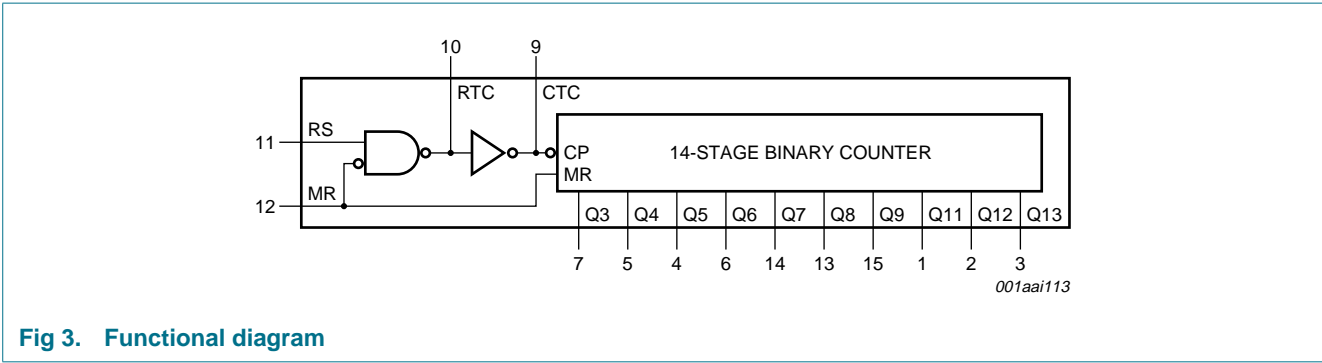 10 9
RTC CTC
11 RS
CP 14-STAGE BINARY COUNTER
MR
12 MR
Q3 Q4 Q5 Q6 Q7 Q8 Q9 Q11 Q12 Q13
7 5 4 6 14 13 15 1 2 3
001aai113
Fig 3. Functional diagram